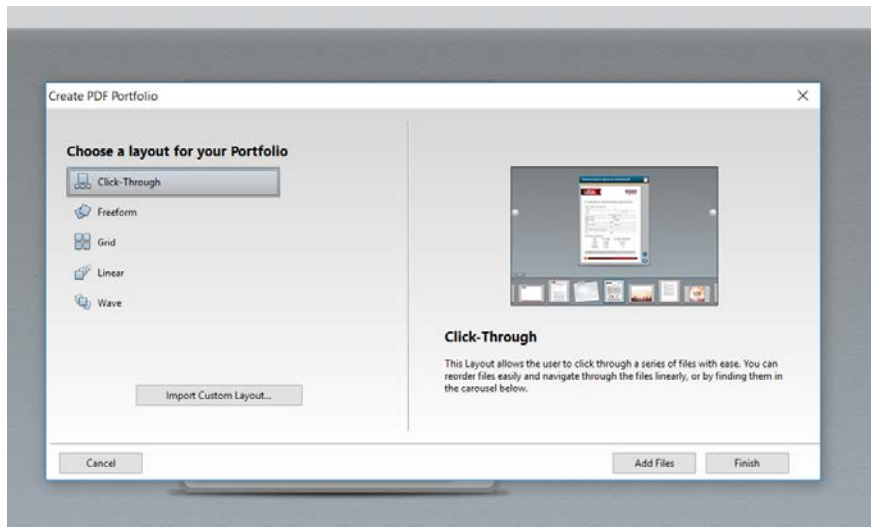 Create PDF Portfolio
Choose a layout for your Portfolio
Click-Through
Freeform
Grid
Linear
Wave
Import Custom Layout...
Click-Through
This Layout allows the user to click through a series of files with ease. You can
reorder files easily and navigate through the files linearly, or by finding them in
the carousel below.
Cancel
Add Files
Finish